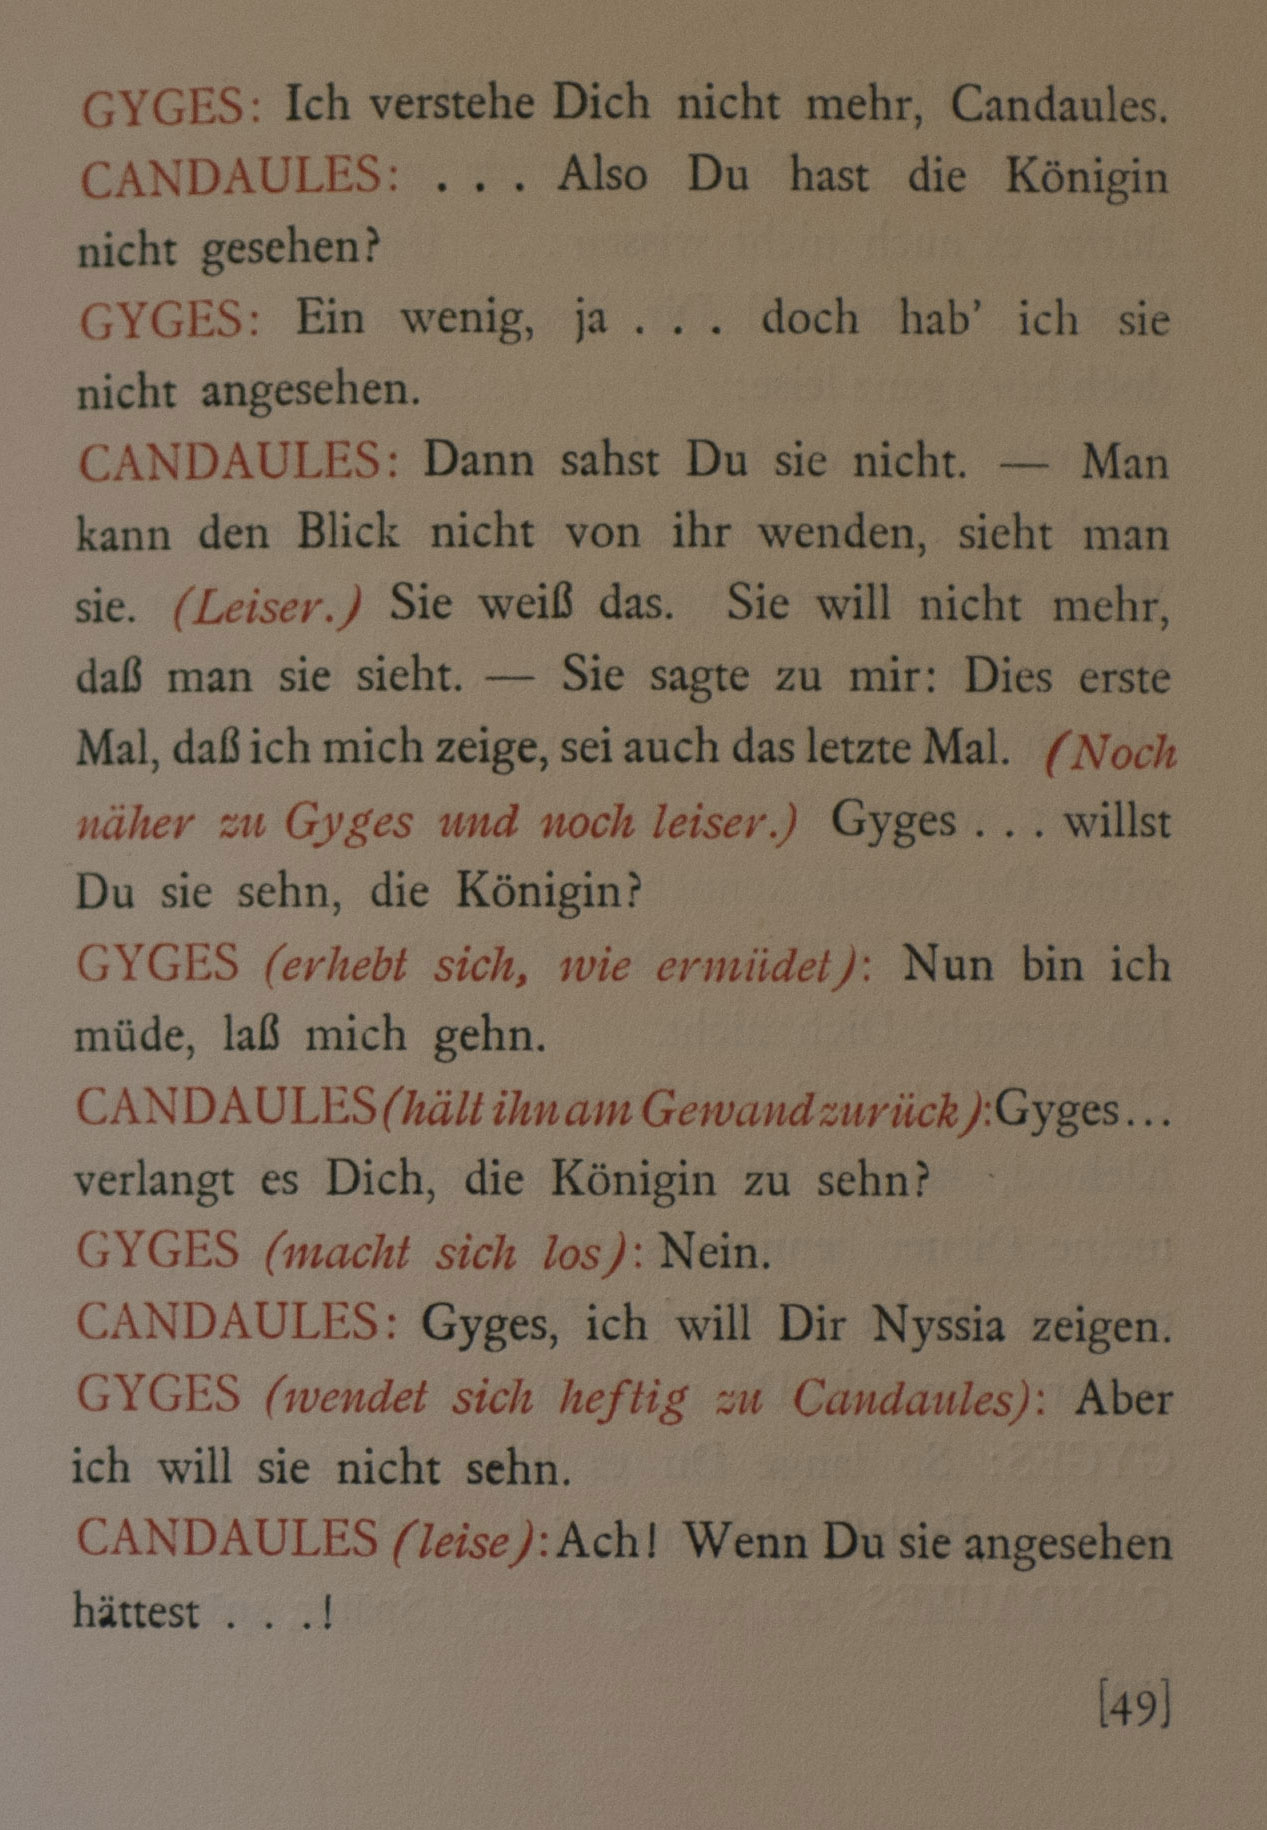 GYGES: Ich verstehe Dich nicht mehr, Candaules.
CANDAULES: . . . Also Du hast die Königin
nicht gesehen?
GYGES: Ein wenig, ja . . . doch hab’ ich sie
nicht angesehen.
CANDAULES: Dann sahst Du sie nicht. — Man
kann den Blick nicht von ihr wenden, sieht man
sie. (Leiser.) Sie weiß das. Sie will nicht mehr,
daß man sie sieht. — Sie sagte zu mir: Dies erste
Mal, daß ich mich zeige, sei auch das letzte Mal. (Noch
näher zu Gyges und noch leiser.) Gyges . . . willst
Du sie sehn, die Königin?
GYGES (erhebt sich, wie ermüdet): Nun bin ich
müde, laß mich gehn.
CANDAULES (hält ihn am Gewand zurück): Gyges...
verlangt es Dich, die Königin zu sehn?
GYGES (macht sich los): Nein.
CANDAULES: Gyges, ich will Dir Nyssia zeigen.
GYGES (wendet sich heftig zu Candaules): Aber
ich will sie nicht sehn.
CANDAULES (leise): Ach! Wenn Du sie angesehen
hättest . . .!
[49]